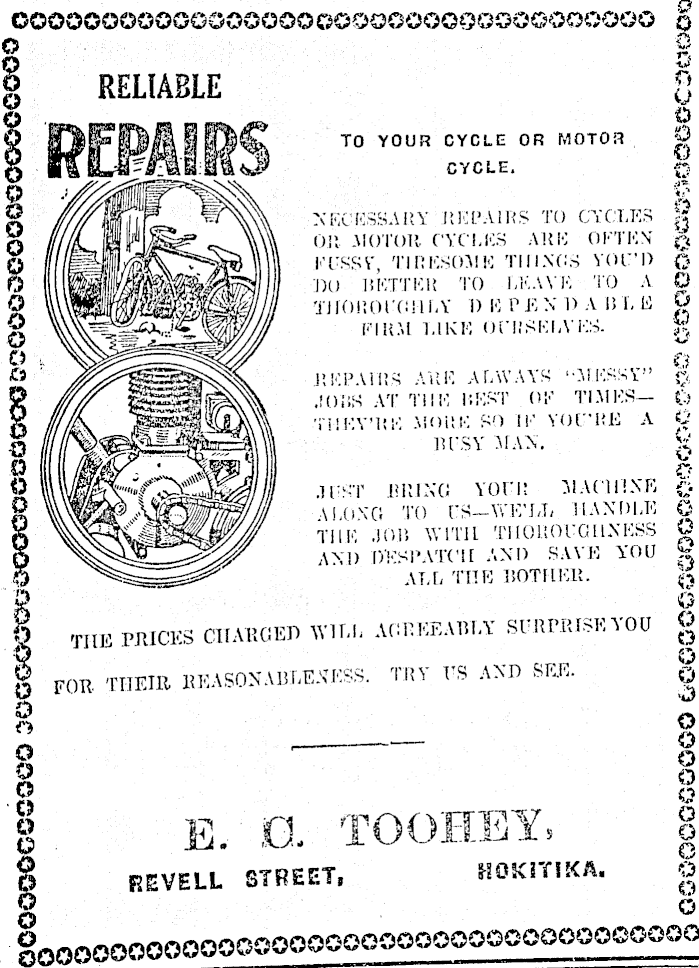 RELIABLE
REPAIRS
TO YOUR CYCLE OR MOTOR
CYCLE.
NECESSARY REPAIRS TO CYCLES
OR MOTOR CYCLES ARE OFTEN
FUSSY, TIRESOME THINGS YOU'D
DO BETTER TO LEAVE TO A
THOROUGHLY DEPENDABLE
FIRM LIKE OURSELVES.
REPAIRS ARE ALWAYS "MESSY"
JOBS AT THE BEST OF TIMES—
THEY'RE MORE SO IF YOU'RE A
BUSY MAN.
JUST BRING YOUR MACHINE
ALONG TO US—WE'LL HANDLE
THE JOB WITH THOROUGHNESS
AND D'ESPATCH AND SAVE YOU
ALL THE BOTHER.
THE PRICES CHARGED WILL AGREEABLY SURPRISE YOU
FOR THEIR REASONABLENESS. TRY US AND SEE.
E. C. TOOHEY,
REVELL STREET, HOKITIKA.